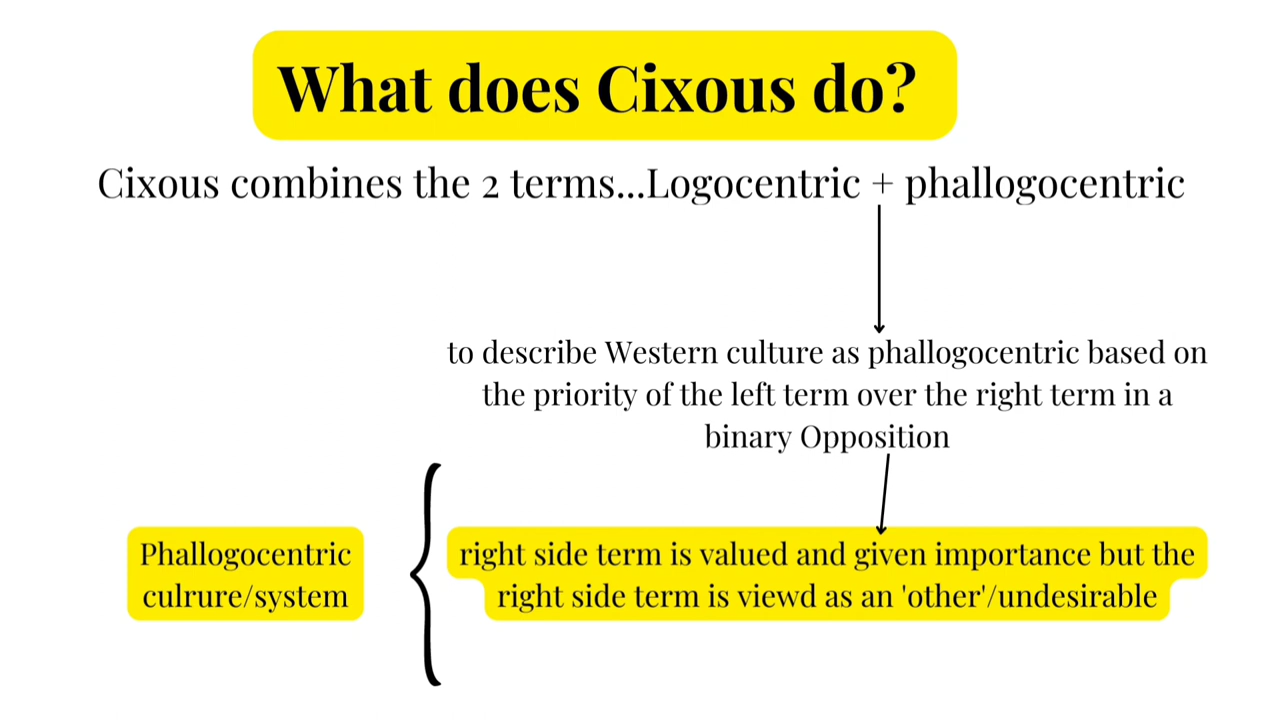 What does Cixous do?
Cixous combines the 2 terms...Logocentric + phallogocentric
to describe Western culture as phallogocentric based on
the priority of the left term over the right term in a
binary Opposition
Phallogocentric
culrure/system
right side term is valued and given importance but the
right side term is viewd as an 'other'/undesirable